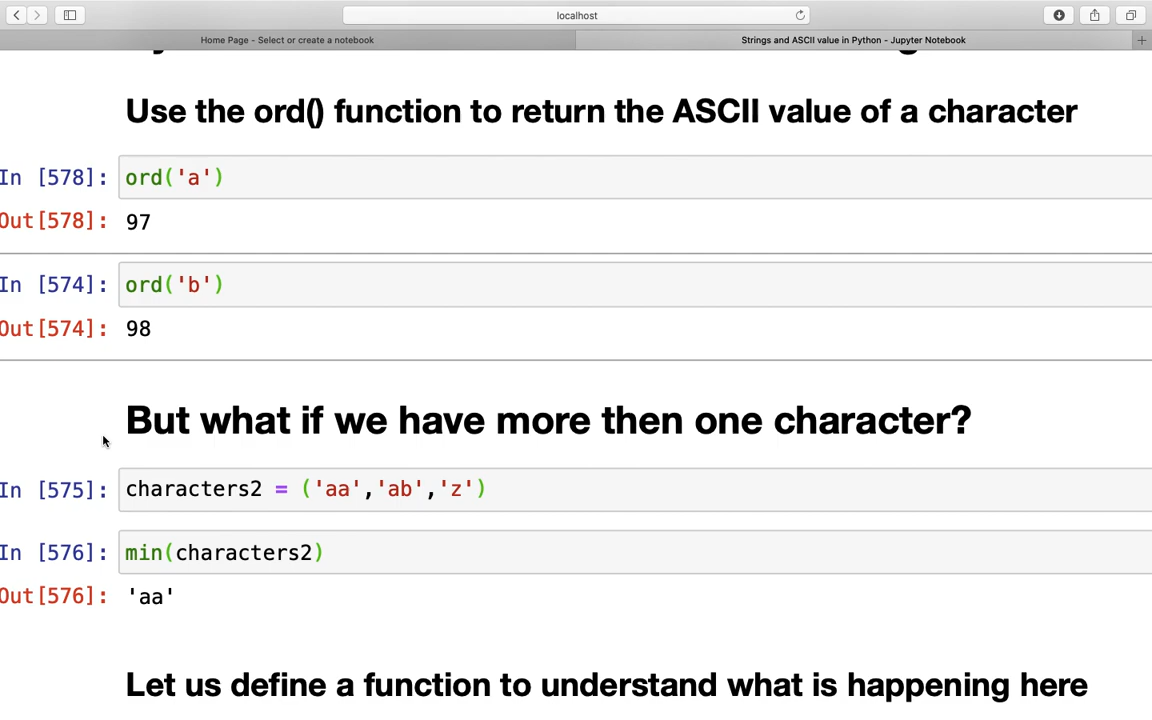 localhost
Home Page - Select or create a notebook
Strings and ASCII value in Python - Jupyter Notebook
Use the ord() function to return the ASCII value of a character
In [578]: ord('a')
Out[578]: 97
In [574]: ord('b')
Out[574]: 98
But what if we have more then one character?
In [575]: characters2 = ('aa','ab','z')
In [576]: min(characters2)
Out[576]: 'aa'
Let us define a function to understand what is happening here